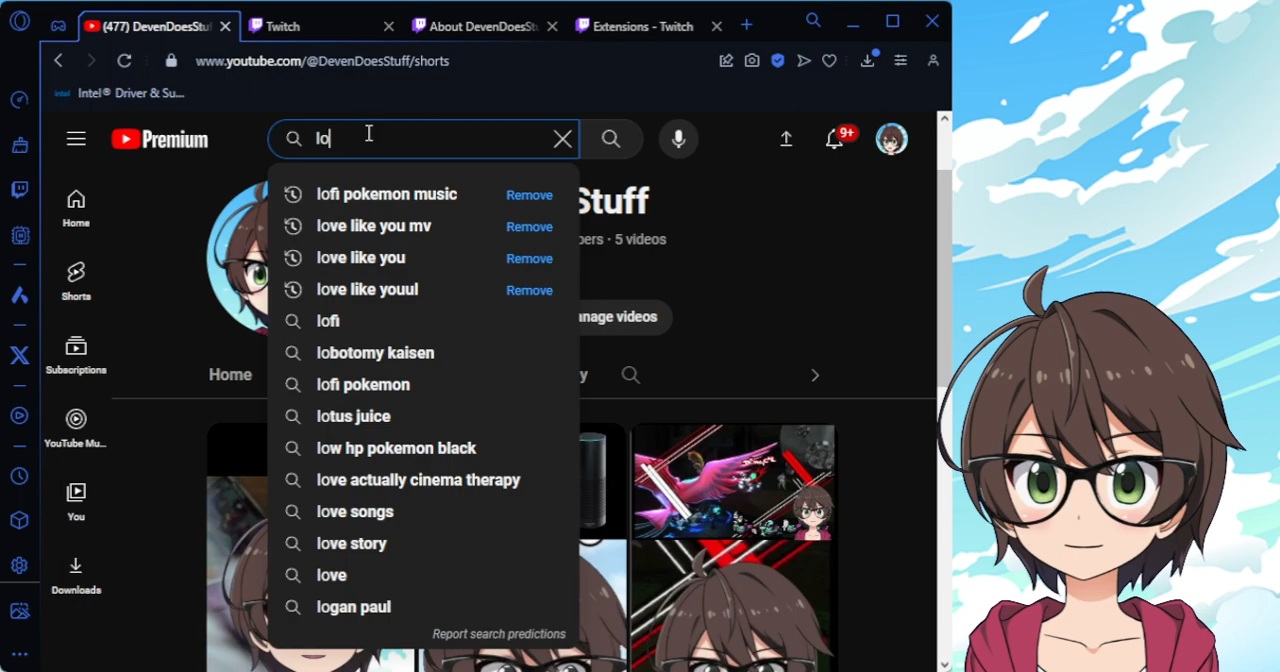 (477) DevenDoesStu
Twitch
About DevenDoesStu
Extensions - Twitch
www.youtube.com/@DevenDoesStuff/shorts
intel
Intel® Driver & Su...
Premium
lo
9+
Home
Shorts
Subscriptions
YouTube Mu...
You
Downloads
lofi pokemon music
Remove
love like you mv
Remove
love like you
Remove
love like youul
Remove
lofi
lobotomy kaisen
lofi pokemon
lotus juice
low hp pokemon black
love actually cinema therapy
love songs
love story
love
logan paul
Report search predictions
Stuff
bers · 5 videos
anage videos
Home
y